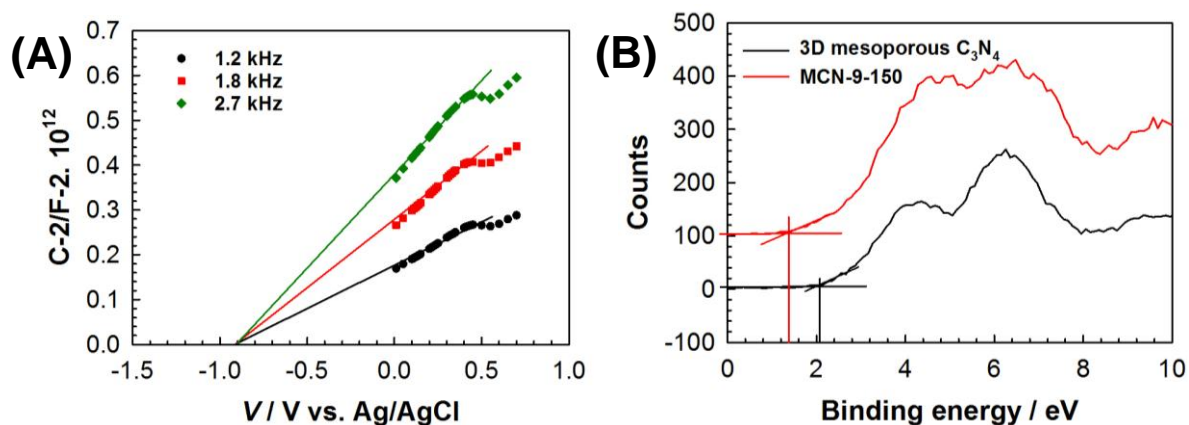 (A)
0.7
0.6
0.5
0.4
0.3
0.2
0.1
0.0
C-2/F-2. 10¹²
1.2 kHz
1.8 kHz
2.7 kHz
-1.5 -1.0 -0.5 0.0 0.5 1.0
V / V vs. Ag/AgCl
(B)
500
400
300
200
100
0
-100
Counts
3D mesoporous C₃N₄
MCN-9-150
0 2 4 6 8 10
Binding energy / eV